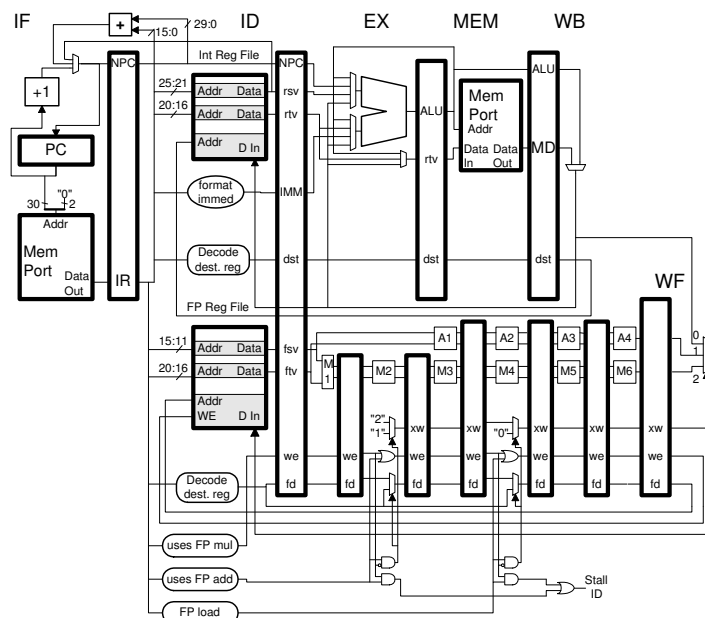 IF
ID
EX
MEM
WB
29:0
15:0
+
Int Reg File
NPC
NPC
ALU
+1
25:21
Addr
Data
rsv
20:16
Addr
Data
rtv
Addr
D In
ALU
Mem
Port
Addr
Data
In
Data
Out
MD
PC
rtv
format
immed
IMM
"0"
30
2
Addr
Mem
Port
Data
Out
IR
Decode
dest. reg
dst
dst
dst
FP Reg File
WF
15:11
Addr
Data
fsv
20:16
Addr
Data
ftv
Addr
WE
D In
A1
A2
A3
A4
M
1
M2
M3
M4
M5
M6
0
1
2
"2"
"1"
xw
xw
"0"
xw
xw
xw
we
we
we
we
we
we
we
Decode
dest. reg
fd
fd
fd
fd
fd
fd
fd
uses FP mul
uses FP add
FP load
Stall
ID